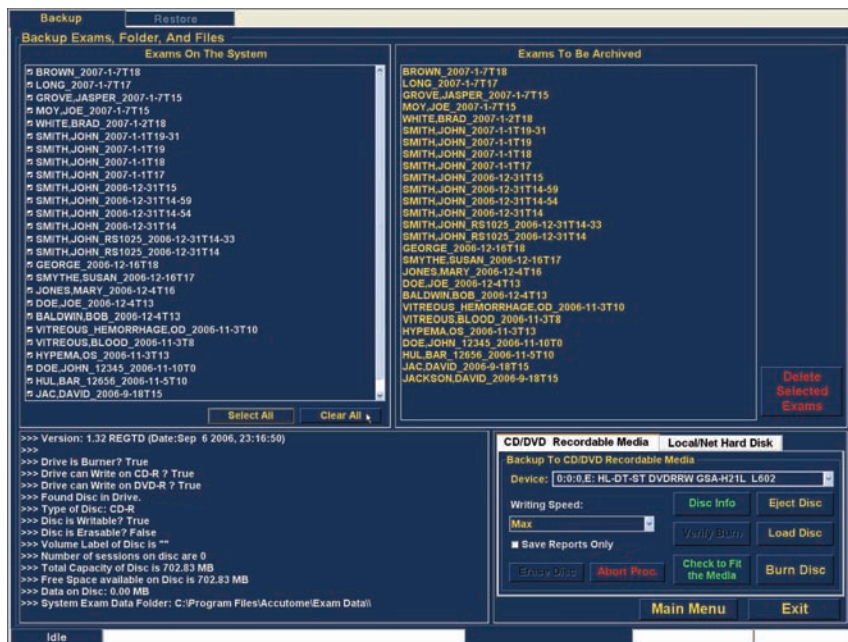 Backup
Restore
Backup Exams, Folder, And Files
Exams On The System
BROWN_2007-1-7T18
LONG_2007-1-7T17
GROVE,JASPER_2007-1-7T15
MOY,JOE_2007-1-7T15
WHITE,BRAD_2007-1-2T18
SMITH,JOHN_2007-1-1T19-31
SMITH,JOHN_2007-1-1T19
SMITH,JOHN_2007-1-1T18
SMITH,JOHN_2007-1-1T17
SMITH,JOHN_2006-12-31T15
SMITH,JOHN_2006-12-31T14-59
SMITH,JOHN_2006-12-31T14-54
SMITH,JOHN_2006-12-31T14
SMITH,JOHN_RS1025_2006-12-31T14-33
SMITH,JOHN_RS1025_2006-12-31T14
GEORGE_2006-12-16T18
SMYTHE,SUSAN_2006-12-16T17
JONES,MARY_2006-12-4T16
DOE,JOE_2006-12-4T13
BALDWIN,BOB_2006-12-4T13
VITREOUS_HEMORRHAGE,OD_2006-11-3T10
VITREOUS,BLOOD_2006-11-3T8
HYPEMA,OS_2006-11-3T13
DOE,JOHN_12345_2006-11-10T0
HUL,BAR_12656_2006-11-5T10
JAC,DAVID_2006-9-18T15
Select All
Clear All
Exams To Be Archived
BROWN_2007-1-7T18
LONG_2007-1-7T17
GROVE,JASPER_2007-1-7T15
MOY,JOE_2007-1-7T15
WHITE,BRAD_2007-1-2T18
SMITH,JOHN_2007-1-1T19-31
SMITH,JOHN_2007-1-1T19
SMITH,JOHN_2007-1-1T18
SMITH,JOHN_2007-1-1T17
SMITH,JOHN_2006-12-31T15
SMITH,JOHN_2006-12-31T14-59
SMITH,JOHN_2006-12-31T14-54
SMITH,JOHN_2006-12-31T14
SMITH,JOHN_RS1025_2006-12-31T14-33
SMITH,JOHN_RS1025_2006-12-31T14
GEORGE_2006-12-16T18
SMYTHE,SUSAN_2006-12-16T17
JONES,MARY_2006-12-4T16
DOE,JOE_2006-12-4T13
BALDWIN,BOB_2006-12-4T13
VITREOUS_HEMORRHAGE,OD_2006-11-3T10
VITREOUS,BLOOD_2006-11-3T8
HYPEMA,OS_2006-11-3T13
DOE,JOHN_12345_2006-11-10T0
HUL,BAR_12656_2006-11-5T10
JAC,DAVID_2006-9-18T15
JACKSON,DAVID_2006-9-18T15
Delete
Selected
Exams
>>> Version: 1.32 REGTD (Date:Sep 6 2006, 23:16:50)
>>>
>>> Drive is Burner? True
>>> Drive can Write on CD-R ? True
>>> Drive can Write on DVD-R ? True
>>> Found Disc in Drive.
>>> Type of Disc: CD-R
>>> Disc is Writable? True
>>> Disc is Erasable? False
>>> Volume Label of Disc is ""
>>> Number of sessions on disc are 0
>>> Total Capacity of Disc is 702.83 MB
>>> Free Space available on Disc is 702.83 MB
>>> Data on Disc: 0.00 MB
>>> System Exam Data Folder: C:\Program Files\Accutome\Exam Data\\
CD/DVD Recordable Media
Local/Net Hard Disk
Backup To CD/DVD Recordable Media
Device: 0:0:0,E: HL-DT-ST DVDRRW GSA-H21L L602
Writing Speed:
Max
Save Reports Only
Erase Disc
Abort Proc.
Disc Info
Eject Disc
Verify Burn
Load Disc
Check to Fit
the Media
Burn Disc
Main Menu
Exit
Idle